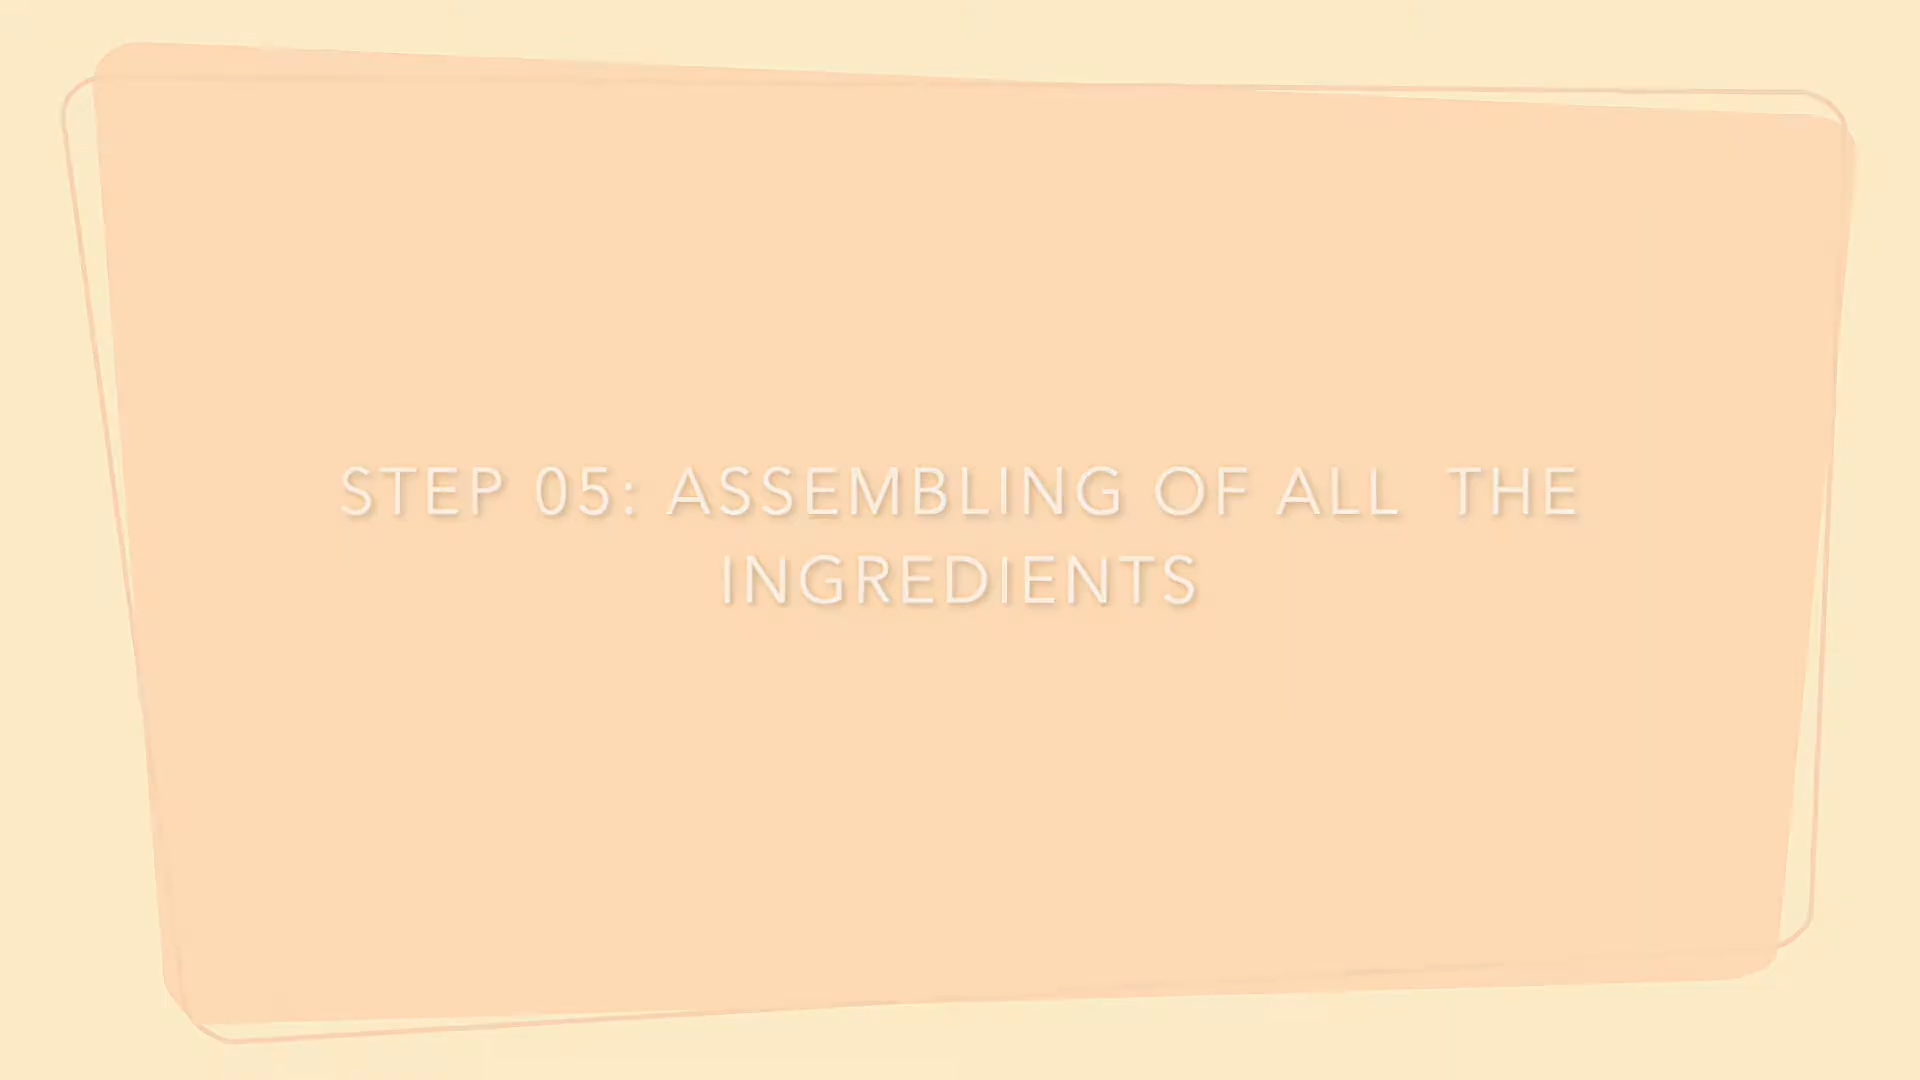 STEP 05: ASSEMBLING OF ALL  THE
INGREDIENTS